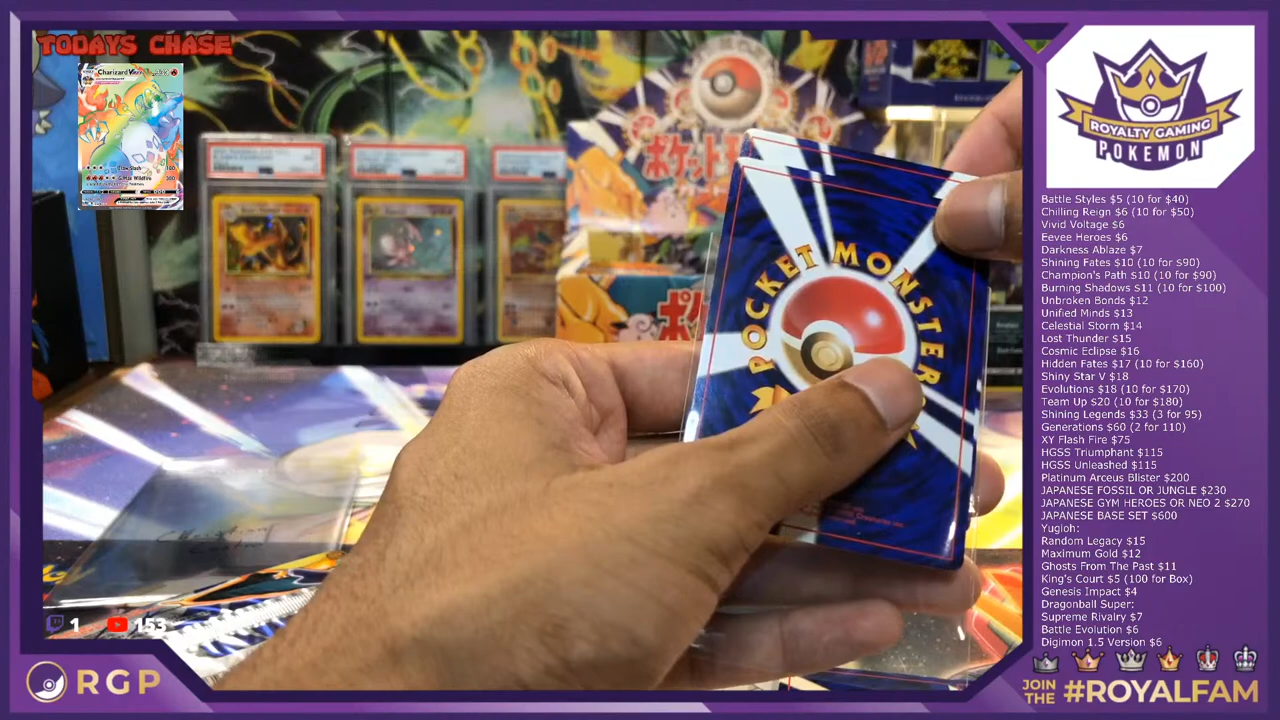 TODAYS CHASE
Charizard VMAX
Claw Slash 100
G-Max Wildfire 300
ポケットモ
ポケ
POCKET MONSTER
ROYALTY GAMING
POKEMON
Battle Styles $5 (10 for $40)
Chilling Reign $6 (10 for $50)
Vivid Voltage $6
Eevee Heroes $6
Darkness Ablaze $7
Shining Fates $10 (10 for $90)
Champion's Path $10 (10 for $90)
Burning Shadows $11 (10 for $100)
Unbroken Bonds $12
Unified Minds $13
Celestial Storm $14
Lost Thunder $15
Cosmic Eclipse $16
Hidden Fates $17 (10 for $160)
Shiny Star V $18
Evolutions $18 (10 for $170)
Team Up $20 (10 for $180)
Shining Legends $33 (3 for 95)
Generations $60 (2 for 110)
XY Flash Fire $75
HGSS Triumphant $115
HGSS Unleashed $115
Platinum Arceus Blister $200
JAPANESE FOSSIL OR JUNGLE $230
JAPANESE GYM HEROES OR NEO 2 $270
JAPANESE BASE SET $600
Yugioh:
Random Legacy $15
Maximum Gold $12
Ghosts From The Past $11
King's Court $5 (100 for Box)
Genesis Impact $4
Dragonball Super:
Supreme Rivalry $7
Battle Evolution $6
Digimon 1.5 Version $6
1 153
RGP
JOIN THE #ROYALFAM